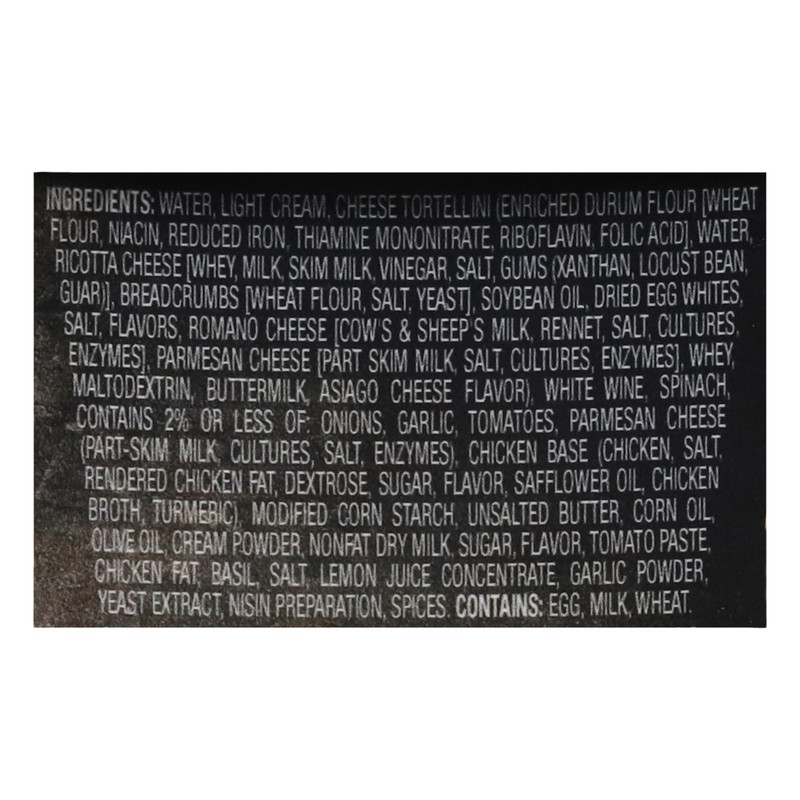 INGREDIENTS: WATER, LIGHT CREAM, CHEESE TORTELLINI (ENRICHED DURUM FLOUR [WHEAT
FLOUR, NIACIN, REDUCED IRON, THIAMINE MONONITRATE, RIBOFLAVIN, FOLIC ACID], WATER,
RICOTTA CHEESE [WHEY, MILK, SKIM MILK, VINEGAR, SALT, GUMS (XANTHAN, LOCUST BEAN,
GUAR)], BREADCRUMBS [WHEAT FLOUR, SALT, YEAST], SOYBEAN OIL, DRIED EGG WHITES,
SALT, FLAVORS, ROMANO CHEESE [COW'S & SHEEP'S MILK, RENNET, SALT, CULTURES,
ENZYMES], PARMESAN CHEESE [PART SKIM MILK, SALT, CULTURES, ENZYMES], WHEY,
MALTODEXTRIN, BUTTERMILK, ASIAGO CHEESE FLAVOR), WHITE WINE, SPINACH,
CONTAINS 2% OR LESS OF: ONIONS, GARLIC, TOMATOES, PARMESAN CHEESE
(PART-SKIM MILK, CULTURES, SALT, ENZYMES), CHICKEN BASE (CHICKEN, SALT,
RENDERED CHICKEN FAT, DEXTROSE, SUGAR, FLAVOR, SAFFLOWER OIL, CHICKEN
BROTH, TURMERIC), MODIFIED CORN STARCH, UNSALTED BUTTER, CORN OIL,
OLIVE OIL, CREAM POWDER, NONFAT DRY MILK, SUGAR, FLAVOR, TOMATO PASTE,
CHICKEN FAT, BASIL, SALT, LEMON JUICE CONCENTRATE, GARLIC POWDER,
YEAST EXTRACT, NISIN PREPARATION, SPICES. CONTAINS: EGG, MILK, WHEAT.